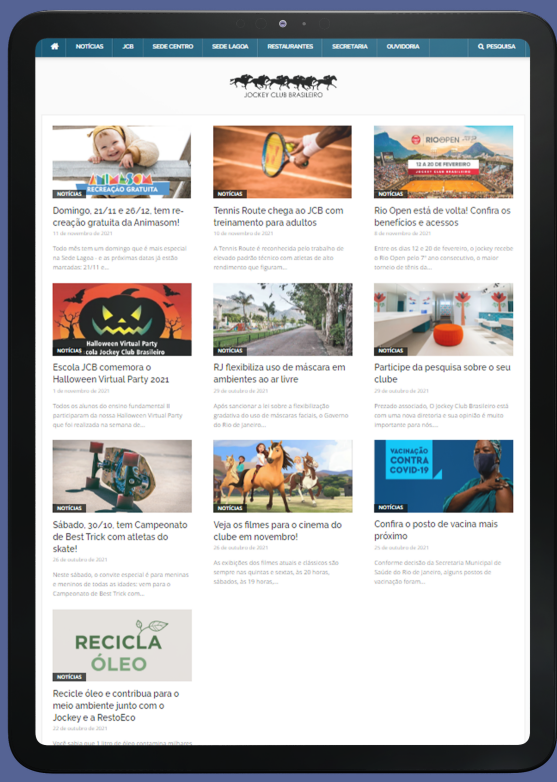 NOTÍCIAS JCB SEDE CENTRO SEDE LAGOA RESTAURANTES SECRETARIA OUVIDORIA PESQUISA
JOCKEY CLUB BRASILEIRO
ANIMASOM
RECREAÇÃO GRATUITA
NOTÍCIAS
Domingo, 21/11 e 26/12, tem re-
creação gratuita da Animasom!
11 de novembro de 2021
Todo mês tem um domingo que é mais especial
na Sede Lagoa - e as próximas datas já estão
marcadas: 21/11 e...
NOTÍCIAS
Tennis Route chega ao JCB com
treinamento para adultos
10 de novembro de 2021
A Tennis Route é reconhecida pelo trabalho de
elevado padrão técnico com atletas de alto
rendimento que figuram...
RIO OPEN
12 A 20 DE FEVEREIRO
JOCKEY CLUB BRASILEIRO
NOTÍCIAS
Rio Open está de volta! Confira os
benefícios e acessos
8 de novembro de 2021
Entre os dias 12 e 20 de fevereiro, o Jockey recebe
o Rio Open pelo 7º ano consecutivo, o maior
torneio de tênis da...
Halloween Virtual Party
cola Jockey Club Brasileiro
NOTÍCIAS
Escola JCB comemora o
Halloween Virtual Party 2021
1 de novembro de 2021
Todos os alunos do ensino fundamental II
participaram da nossa Halloween Virtual Party
que foi realizada na semana de...
NOTÍCIAS
RJ flexibiliza uso de máscara em
ambientes ao ar livre
29 de outubro de 2021
Após sancionar a lei sobre a flexibilização
gradativa do uso de máscaras faciais, o Governo
do Rio de Janeiro...
NOTÍCIAS
Participe da pesquisa sobre o seu
clube
29 de outubro de 2021
Prezado associado, O Jockey Club Brasileiro está
com uma nova diretoria e sua opinião é muito
importante para nós....
NOTÍCIAS
Sábado, 30/10, tem Campeonato
de Best Trick com atletas do
skate!
26 de outubro de 2021
Neste sábado, o convite especial é para meninas
e meninos de todas as idades: vem para o
Campeonato de Best Trick com...
NOTÍCIAS
Veja os filmes para o cinema do
clube em novembro!
26 de outubro de 2021
As exibições dos filmes atuais e clássicos são
sempre nas quintas e sextas, às 20 horas,
sábados, às 19 horas,...
VACINAÇÃO
CONTRA
COVID-19
NOTÍCIAS
Confira o posto de vacina mais
próximo
25 de outubro de 2021
Conforme decisão da Secretaria Municipal de
Saúde do Rio de Janeiro, alguns postos de
vacinação foram...
RECICLA
ÓLEO
NOTÍCIAS
Recicle óleo e contribua para o
meio ambiente junto com o
Jockey e a RestoEco
22 de outubro de 2021
Você sabia que 1 litro de óleo contamina milhares